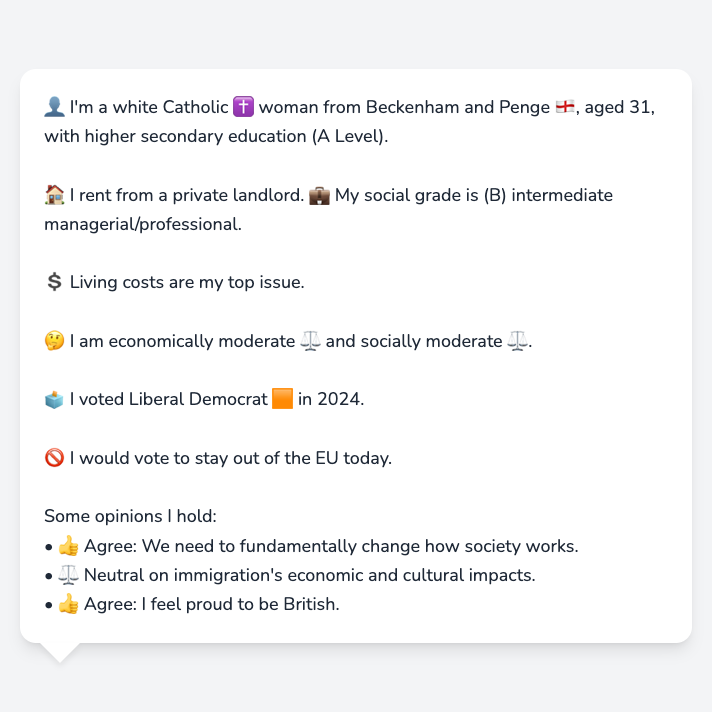 👤 I'm a white Catholic ✝️ woman from Beckenham and Penge 🏴󠁧󠁢󠁥󠁮󠁧󠁿, aged 31,
with higher secondary education (A Level).
🏠 I rent from a private landlord. 💼 My social grade is (B) intermediate
managerial/professional.
💲 Living costs are my top issue.
🤔 I am economically moderate ⚖️ and socially moderate ⚖️.
🗳️ I voted Liberal Democrat 🟧 in 2024.
🚫 I would vote to stay out of the EU today.
Some opinions I hold:
• 👍 Agree: We need to fundamentally change how society works.
• ⚖️ Neutral on immigration's economic and cultural impacts.
• 👍 Agree: I feel proud to be British.